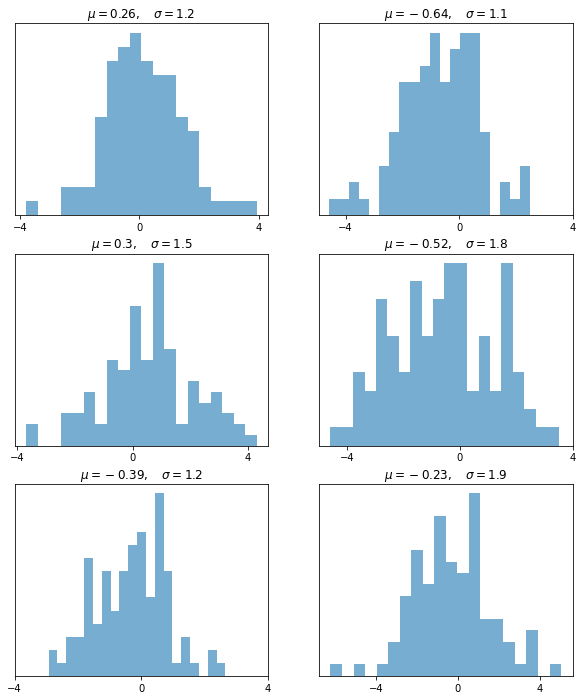 μ = 0.26, σ = 1.2
μ = −0.64, σ = 1.1
−4 0 4
−4 0 4
μ = 0.3, σ = 1.5
μ = −0.52, σ = 1.8
−4 0 4
−4 0 4
μ = −0.39, σ = 1.2
μ = −0.23, σ = 1.9
−4 0 4
−4 0 4